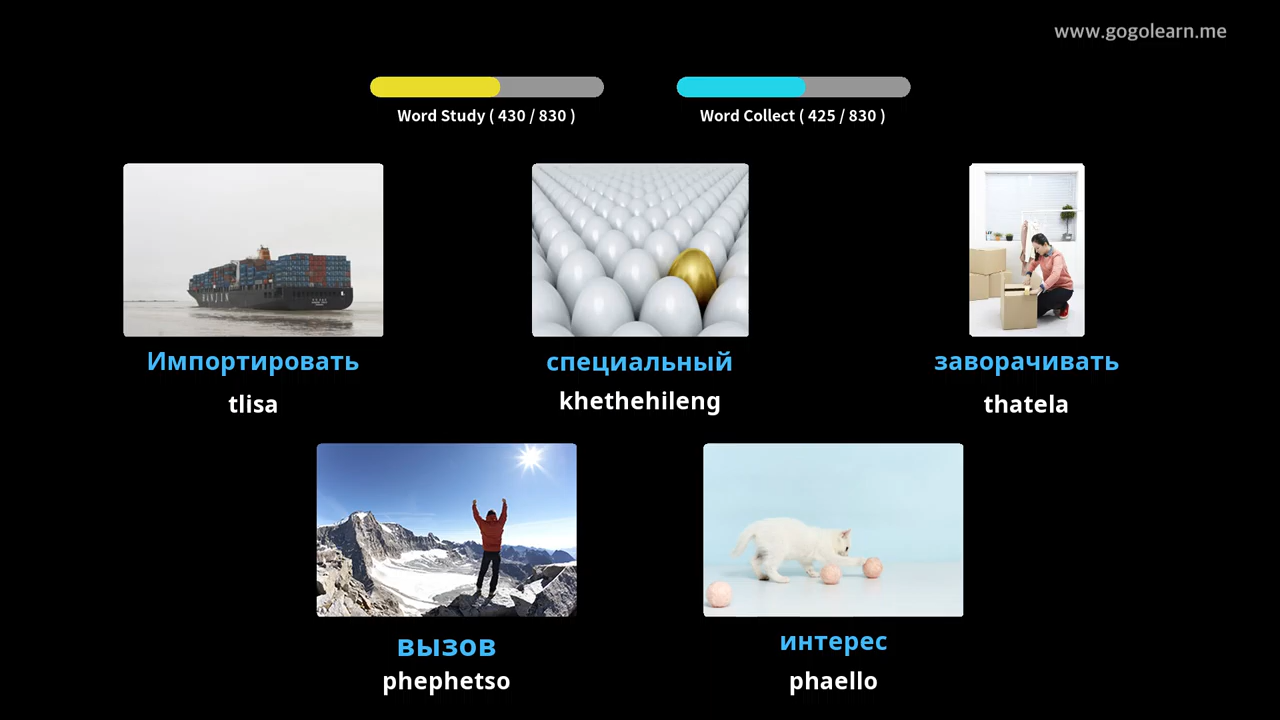 www.gogolearn.me
Word Study ( 430 / 830 )
Word Collect ( 425 / 830 )
Импортировать
tlisa
специальный
khethehileng
заворачивать
thatela
вызов
phephetso
интерес
phaello